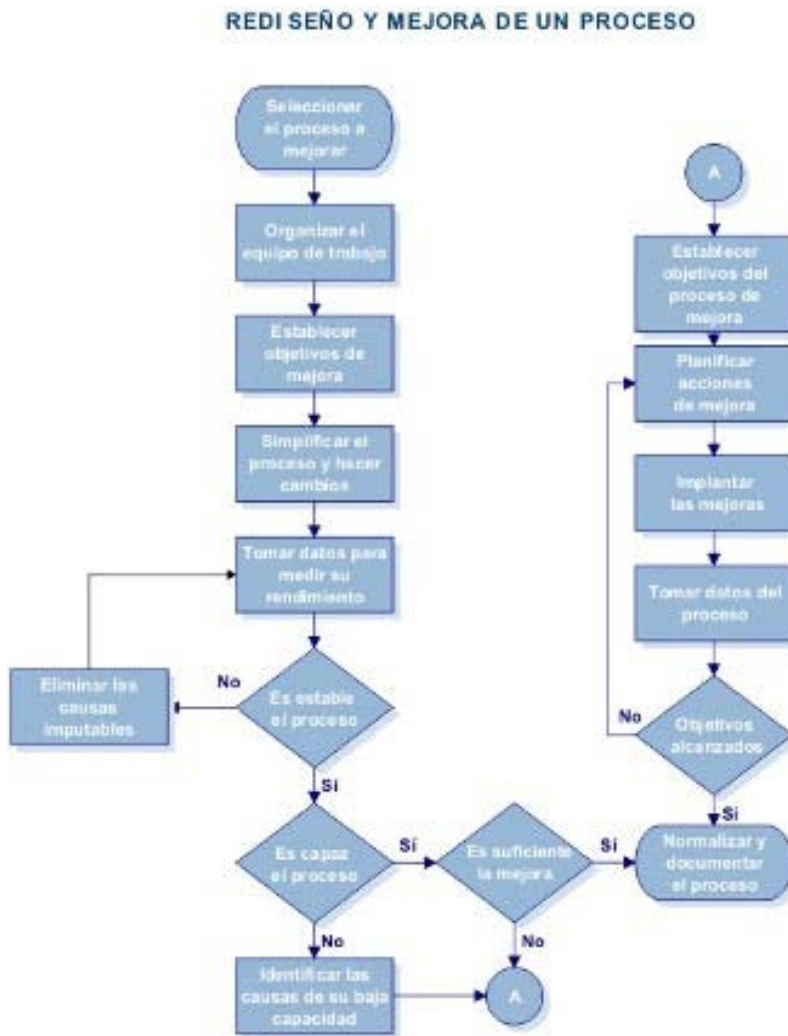 REDISEÑO Y MEJORA DE UN PROCESO
Seleccionar
el proceso a
mejorar
Organizar el
equipo de trabajo
Establecer
objetivos de
mejora
Simplificar el
proceso y hacer
cambios
Tomar datos para
medir su
rendimiento
No
Eliminar las
causas
imputables
Es estable
el proceso
Sí
Es capaz
el proceso
Sí
Es suficiente
la mejora
Sí
No
Identificar las
causas de su baja
capacidad
No
A
A
Establecer
objetivos del
proceso de
mejora
Planificar
acciones
de mejora
Implantar
las mejoras
Tomar datos del
proceso
No
Objetivos
alcanzados
Sí
Normalizar y
documentar
el proceso